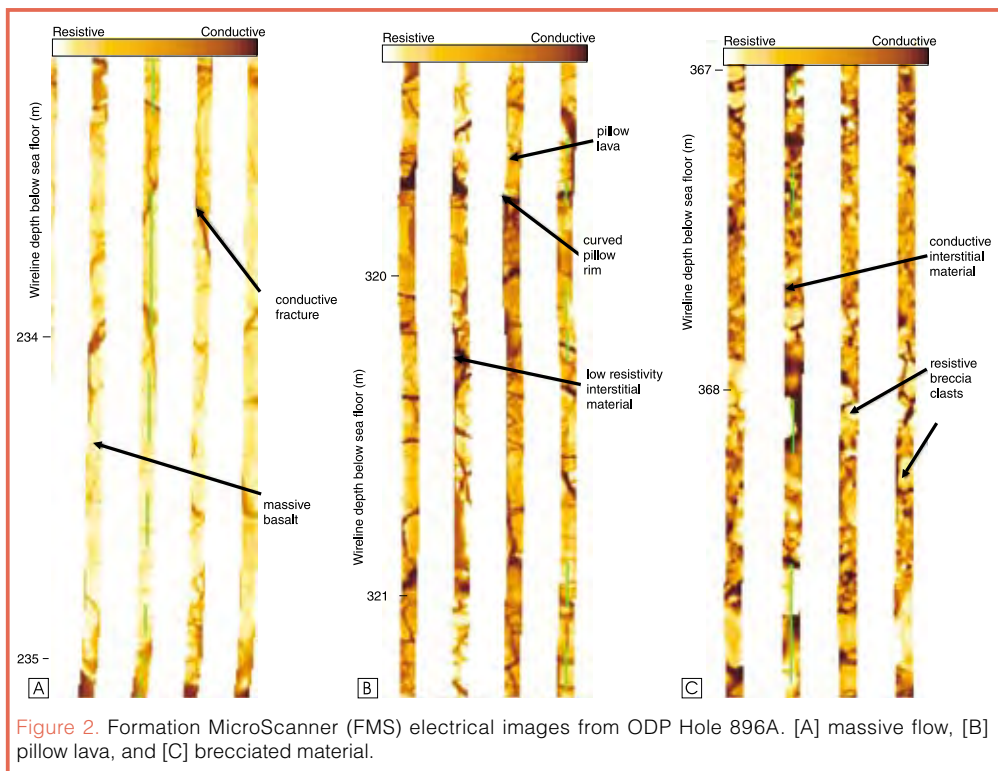 Resistive Conductive
Wireline depth below sea floor (m)
234
235
conductive
fracture
massive
basalt
A
Resistive Conductive
Wireline depth below sea floor (m)
320
321
pillow
lava
curved
pillow
rim
low resistivity
interstitial
material
B
Resistive Conductive
367
Wireline depth below sea floor (m)
368
conductive
interstitial
material
resistive
breccia
clasts
C
Figure 2. Formation MicroScanner (FMS) electrical images from ODP Hole 896A. [A] massive flow, [B]
pillow lava, and [C] brecciated material.